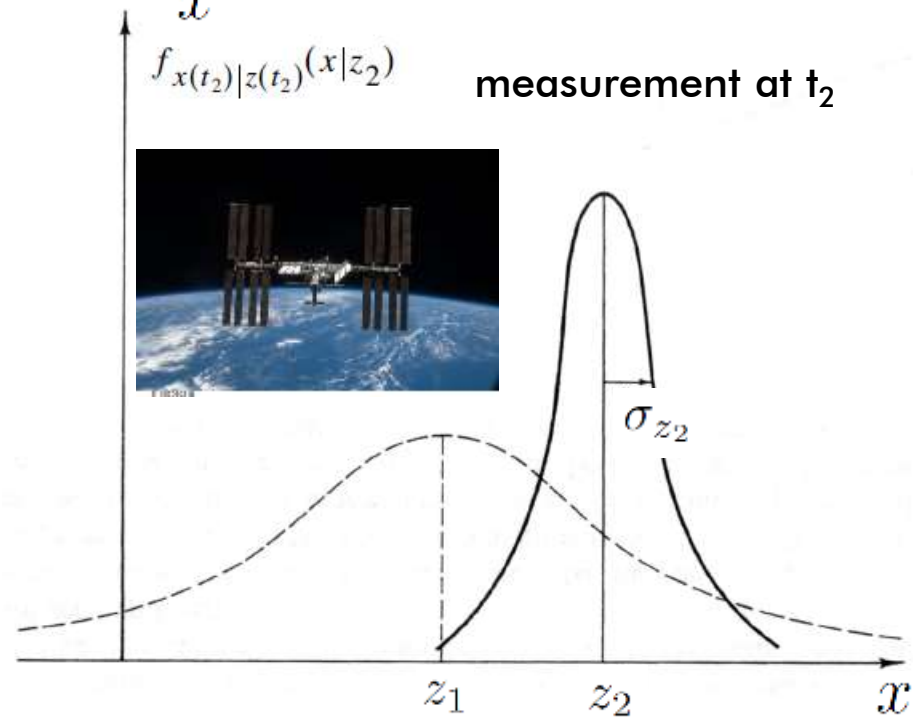 x
f_{x(t_2)|z(t_2)}(x|z_2)
measurement at t_2
σ_{z_2}
z_1 z_2 x